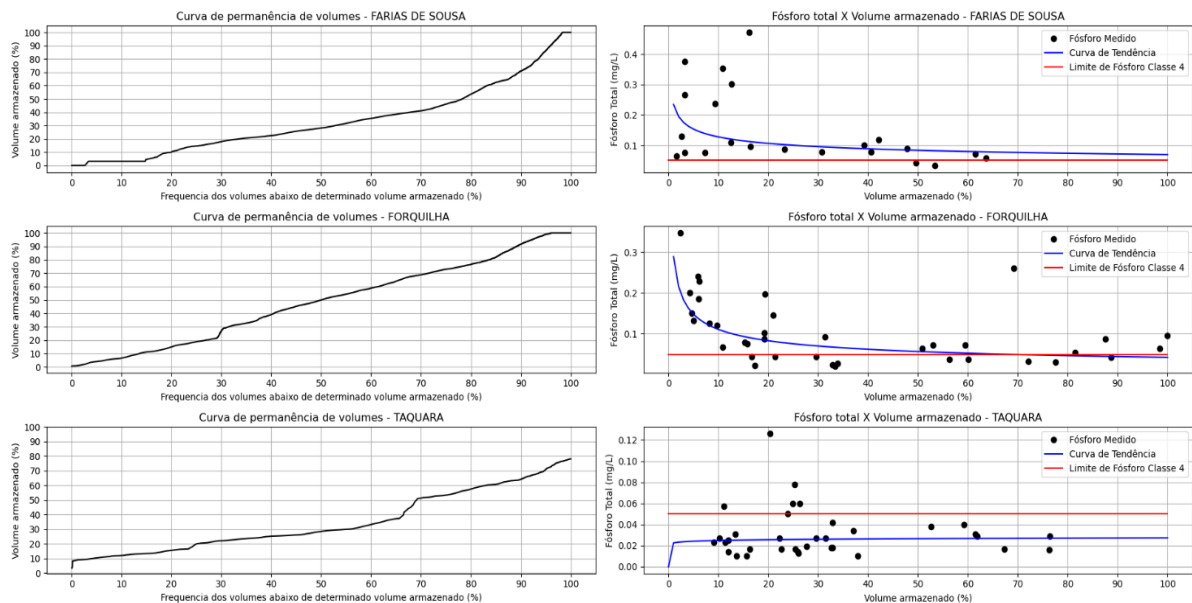 Curva de permanência de volumes - FARIAS DE SOUSA
Volume armazenado (%)
100
90
80
70
60
50
40
30
20
10
0
0 10 20 30 40 50 60 70 80 90 100
Frequencia dos volumes abaixo de determinado volume armazenado (%)
Fósforo total X Volume armazenado - FARIAS DE SOUSA
Fósforo Total (mg/L)
0.4
0.3
0.2
0.1
0 10 20 30 40 50 60 70 80 90 100
Volume armazenado (%)
Fósforo Medido
Curva de Tendência
Limite de Fósforo Classe 4
Curva de permanência de volumes - FORQUILHA
Volume armazenado (%)
100
90
80
70
60
50
40
30
20
10
0
0 10 20 30 40 50 60 70 80 90 100
Frequencia dos volumes abaixo de determinado volume armazenado (%)
Fósforo total X Volume armazenado - FORQUILHA
Fósforo Total (mg/L)
0.3
0.2
0.1
0 10 20 30 40 50 60 70 80 90 100
Volume armazenado (%)
Fósforo Medido
Curva de Tendência
Limite de Fósforo Classe 4
Curva de permanência de volumes - TAQUARA
Volume armazenado (%)
100
90
80
70
60
50
40
30
20
10
0
0 10 20 30 40 50 60 70 80 90 100
Frequencia dos volumes abaixo de determinado volume armazenado (%)
Fósforo total X Volume armazenado - TAQUARA
Fósforo Total (mg/L)
0.12
0.10
0.08
0.06
0.04
0.02
0.00
0 10 20 30 40 50 60 70 80 90 100
Volume armazenado (%)
Fósforo Medido
Curva de Tendência
Limite de Fósforo Classe 4